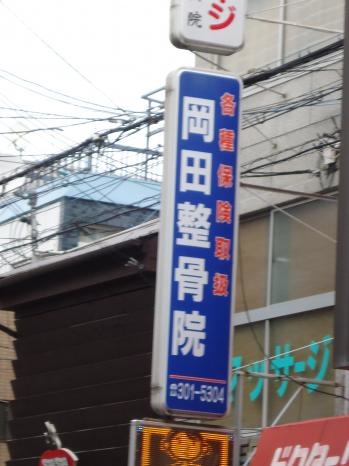 ジ
院
各種保険取扱
岡田整骨院
☎301-5304
マッサージ
ドクター